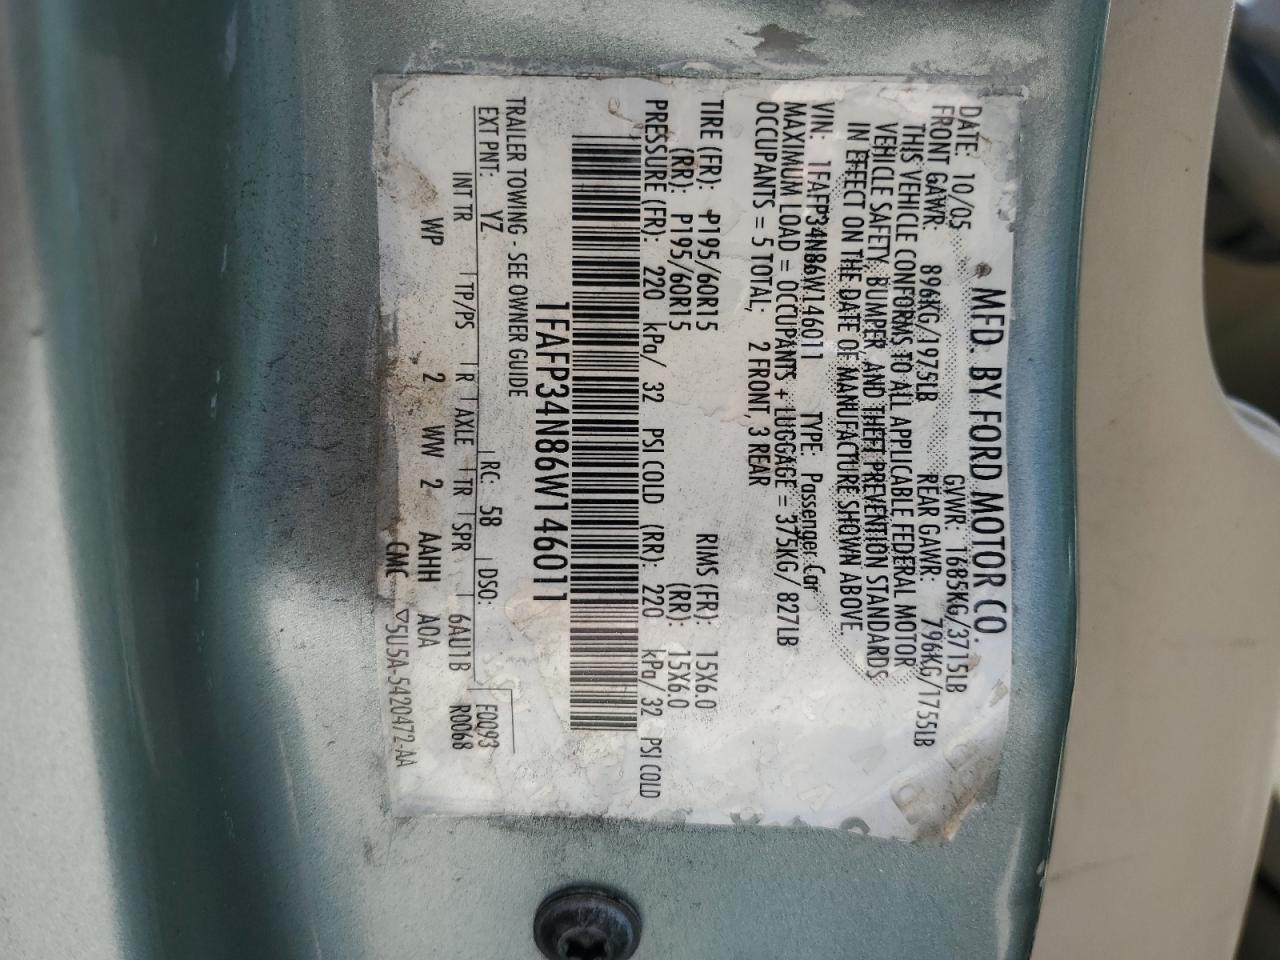 MFD. BY FORD MOTOR CO.
DATE: 10/05 GVWR: 1685KG/3715LB
FRONT GAWR: 896KG/1975LB REAR GAWR: 796KG/1755LB
THIS VEHICLE CONFORMS TO ALL APPLICABLE FEDERAL MOTOR
VEHICLE SAFETY, BUMPER, AND THEFT PREVENTION STANDARDS
IN EFFECT ON THE DATE OF MANUFACTURE SHOWN ABOVE.
VIN: 1FAFP34N86W146011 TYPE: Passenger Car
MAXIMUM LOAD = OCCUPANTS + LUGGAGE = 375KG/ 827LB
OCCUPANTS = 5 TOTAL; 2 FRONT, 3 REAR
TIRE (FR): P195/60R15 RIMS (FR): 15X6.0
(RR): P195/60R15 (RR): 15X6.0
PRESSURE (FR): 220 kPa/ 32 PSI COLD (RR): 220 kPa/ 32 PSI COLD
1FAFP34N86W146011
TRAILER TOWING - SEE OWNER GUIDE
EXT PNT: YZ RC: 58 DSO: F0093
INT TR TP/PS R AXLE TR SPR 6AU1B R0068
WP 2 WW 2 AAHH A0A
CMC ▽5U5A-5420472-AA